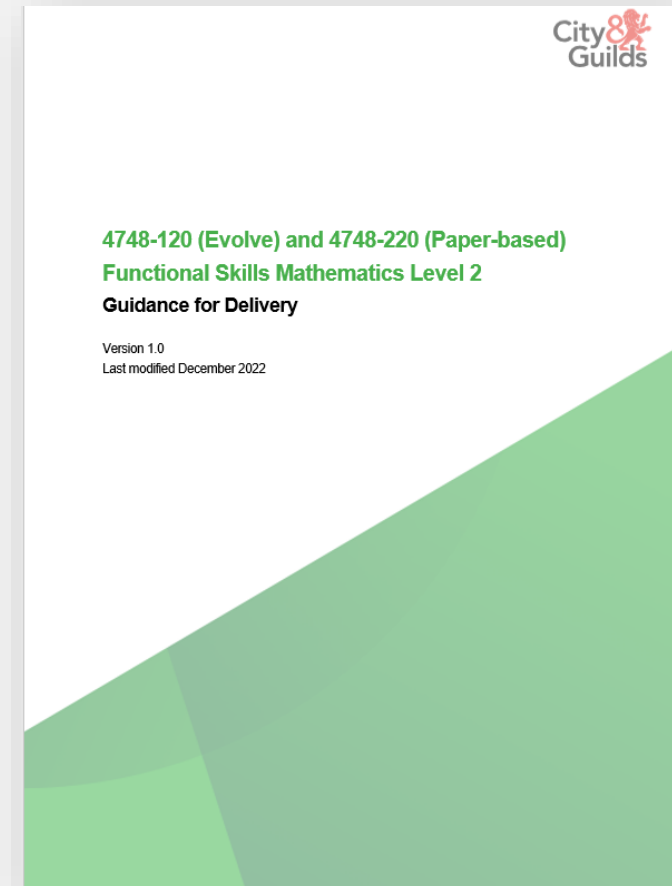 City&
Guilds
4748-120 (Evolve) and 4748-220 (Paper-based)
Functional Skills Mathematics Level 2
Guidance for Delivery
Version 1.0
Last modified December 2022